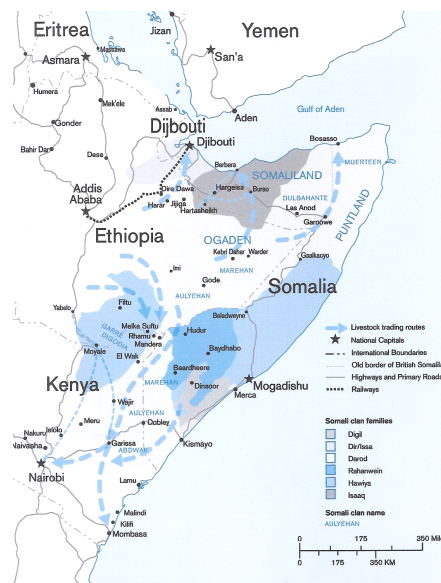 Eritrea
Yemen
Jizan
Massawa
Asmara
San'a
Humera
Mek'ele
Gulf of Aden
Assab
Aden
Gonder
Djibouti
Djibouti
Bahir Dar
Dese
Bosasso
Berbera
MIJERTEEN
SOMALILAND
Addis
Ababa
Dire Dawa
Hargeisa
Burao
DULBAHANTE
Harar
Jijiga
Hartasheikh
Las Anod
PUNTLAND
Garoowe
Ethiopia
OGADEN
Kebri Dahar
Warder
Gaalkaoyo
MAREHAN
Imi
Gode
Somalia
AULYEHAN
Filtu
Yabelo
Beledweyne
GARRE
DIGODIA
Melka Suftu
Rhamu
Mandera
Hudur
Moyale
El Wak
Baydhabo
Baardheere
Kenya
MAREHAN
Dinsoor
Mogadishu
Merca
Wajir
AULYEHAN
Meru
Dobley
Nakuru
Isiolo
Naivasha
Garissa
ABDWAK
Kismayo
Nairobi
Lamu
Malindi
Kilifi
Mombasa
Livestock trading routes
National Capitals
International Boundaries
Old border of British Somalil
Highways and Primary Roads
Railways
Somali clan families
Digil
Dir/Issa
Darod
Rahanwein
Hawiya
Isaaq
Somali clan name
AULYEHAN
0 175 350 Mile
0 175 350 KM